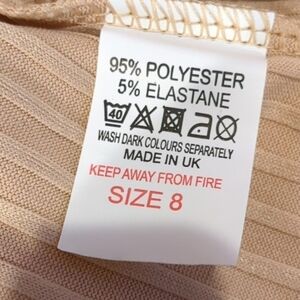 95% POLYESTER
5% ELASTANE
40
WASH DARK COLOURS SEPARATELY
MADE IN UK
KEEP AWAY FROM FIRE
SIZE 8